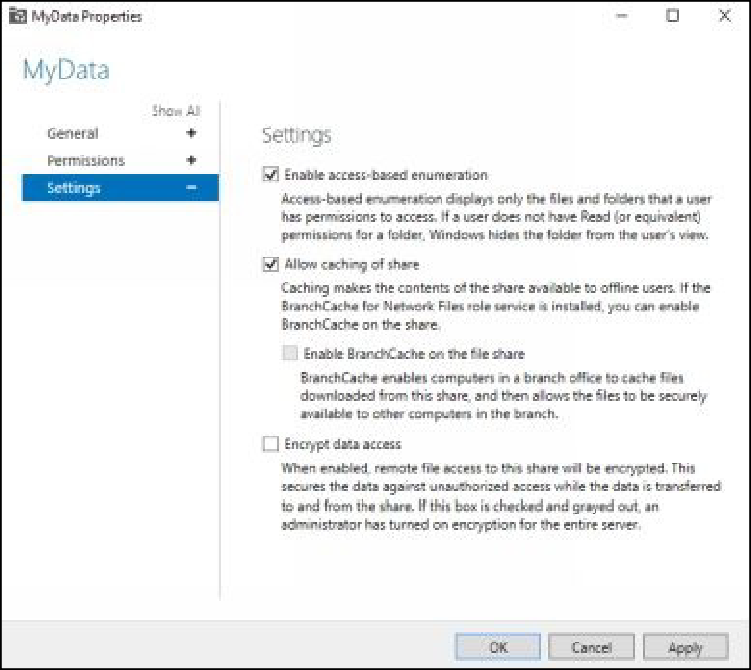 MyData Properties
MyData
Show All
General
Permissions
Settings
Settings
Enable access-based enumeration
Access-based enumeration displays only the files and folders that a user
has permissions to access. If a user does not have Read (or equivalent)
permissions for a folder, Windows hides the folder from the user's view.
Allow caching of share
Caching makes the contents of the share available to offline users. If the
BranchCache for Network Files role service is installed, you can enable
BranchCache on the share.
Enable BranchCache on the file share
BranchCache enables computers in a branch office to cache files
downloaded from this share, and then allows the files to be securely
available to other computers in the branch.
Encrypt data access
When enabled, remote file access to this share will be encrypted. This
secures the data against unauthorized access while the data is transferred
to and from the share. If this box is checked and grayed out, an
administrator has turned on encryption for the entire server.
OK
Cancel
Apply